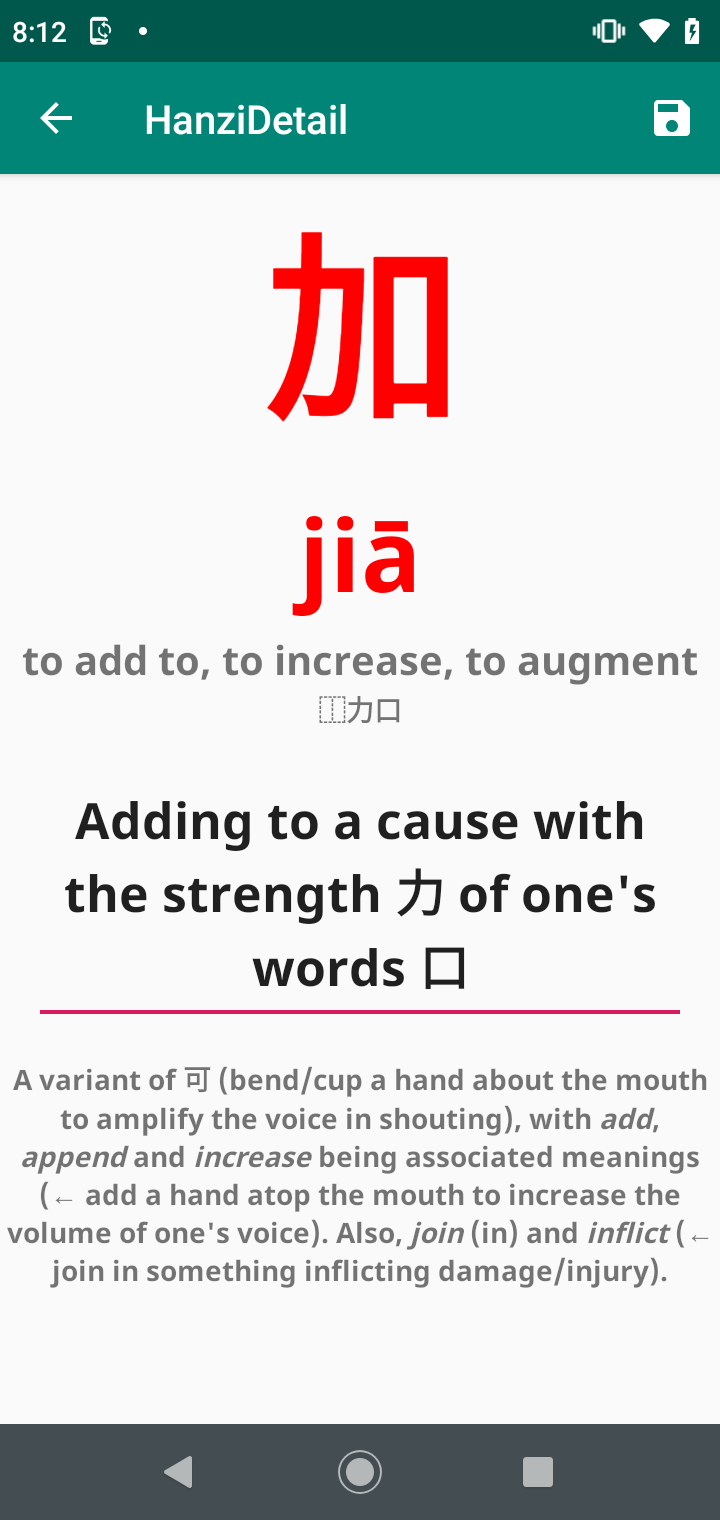 8:12
HanziDetail
加
jiā
to add to, to increase, to augment
⿰力口
Adding to a cause with
the strength 力 of one's
words 口
A variant of 可 (bend/cup a hand about the mouth
to amplify the voice in shouting), with add,
append and increase being associated meanings
(← add a hand atop the mouth to increase the
volume of one's voice). Also, join (in) and inflict (←
join in something inflicting damage/injury).